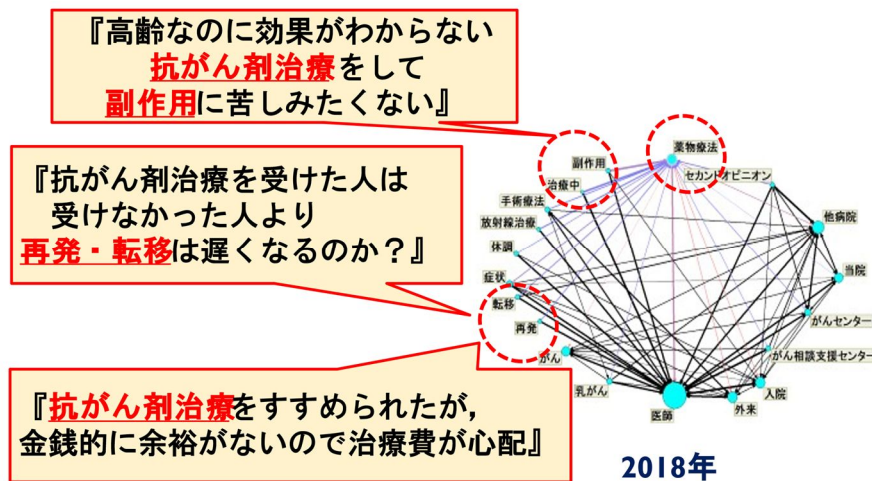 『高齢なのに効果がわからない
抗がん剤治療をして
副作用に苦しみたくない』
『抗がん剤治療を受けた人は
受けなかった人より
再発・転移は遅くなるのか？』
『抗がん剤治療をすすめられたが，
金銭的に余裕がないので治療費が心配』
薬物療法
副作用
セカンドオピニオン
治療中
手術療法
他病院
放射線治療
体調
当院
症状
転移
がんセンター
再発
がん
がん相談支援センター
乳がん
入院
外来
医師
2018年